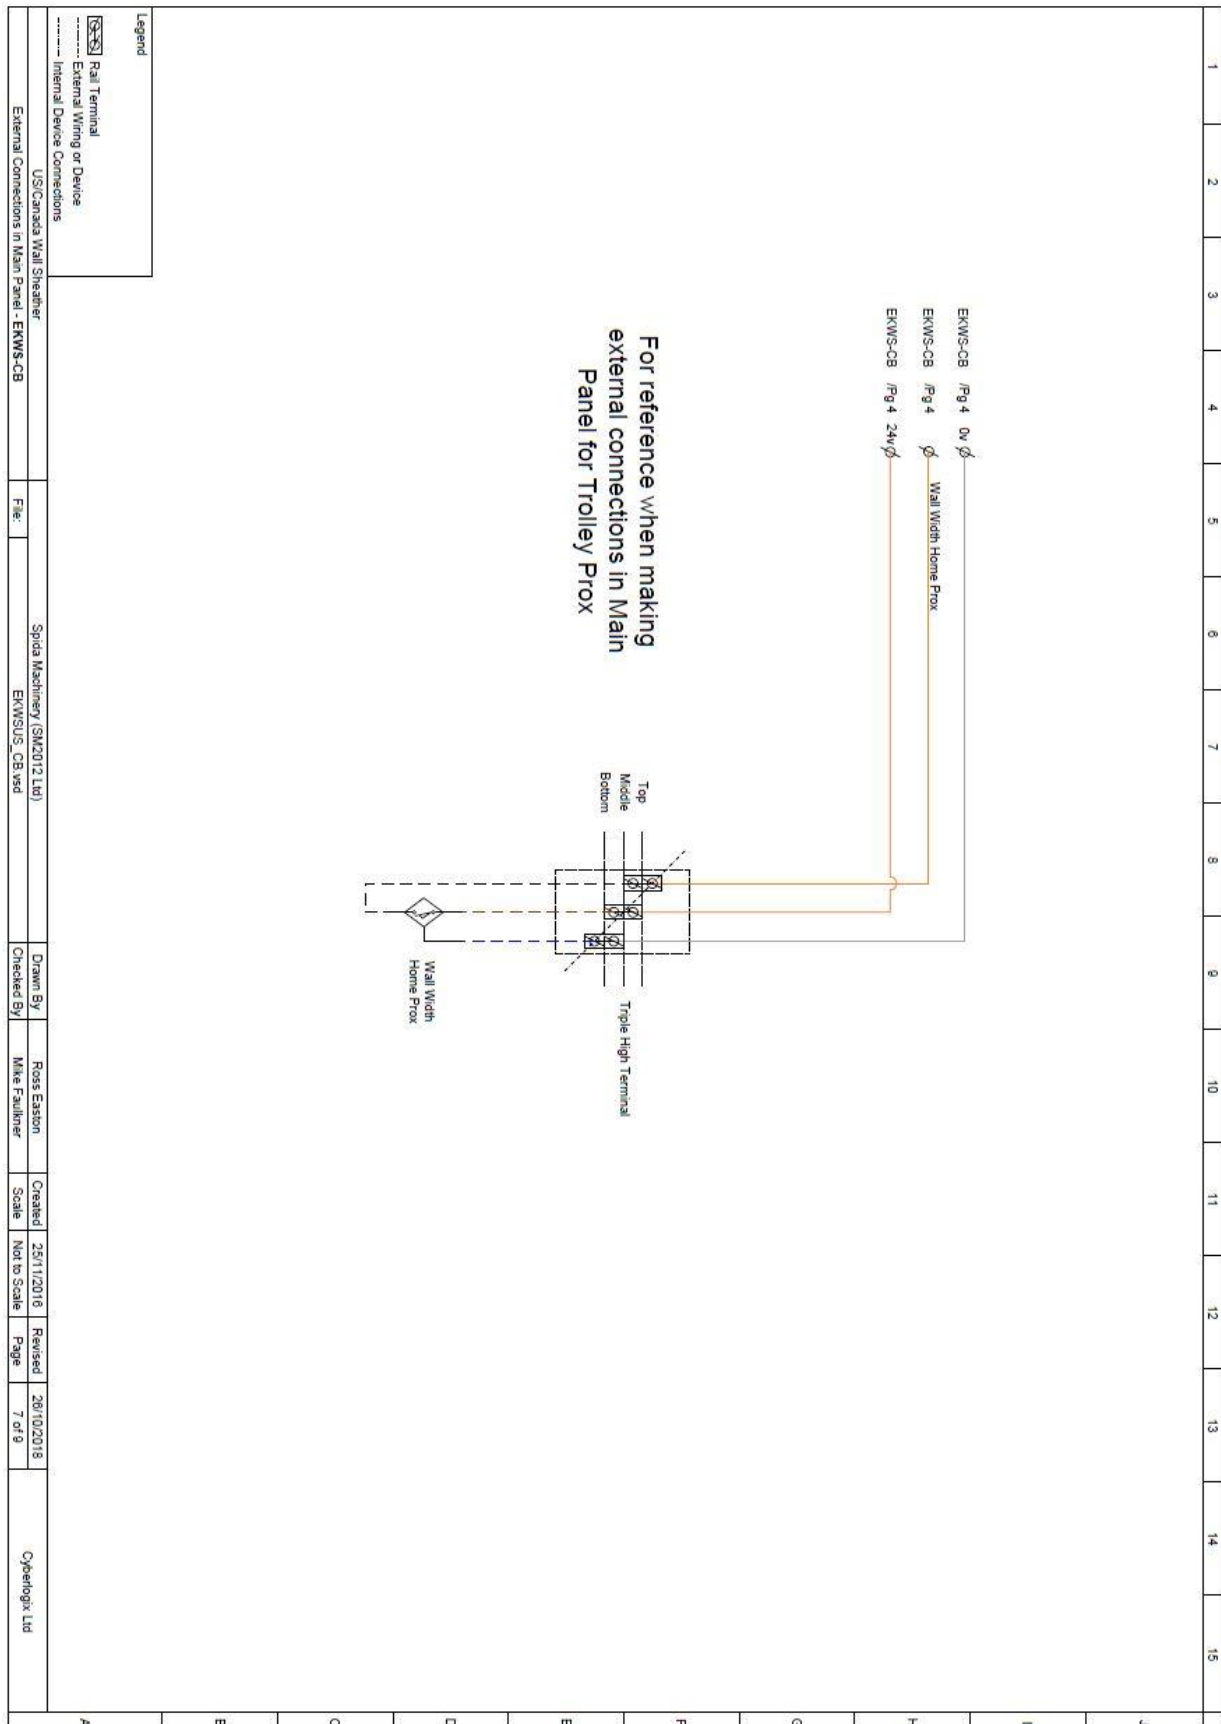 1 2 3 4 5 6 7 8 9 10 11 12 13 14 15
EKWS-CB /Pg 4 0v
EKWS-CB /Pg 4
Wall Width Home Prox
EKWS-CB /Pg 4 24v
For reference when making
external connections in Main
Panel for Trolley Prox
Top
Middle
Bottom
Triple High Terminal
Wall Width
Home Prox
Legend
Rail Terminal
External Wiring or Device
Internal Device Connections
US/Canada Wall Sheather
Spida Machinery (SM2012 Ltd)
Drawn By Ross Easton Created 25/11/2016 Revised 26/10/2018
Cyberlogix Ltd
External Connections in Main Panel - EKWS-CB
File: EKWSUS_CB.vsd
Checked By Mike Faulkner Scale Not to Scale Page 7 of 9